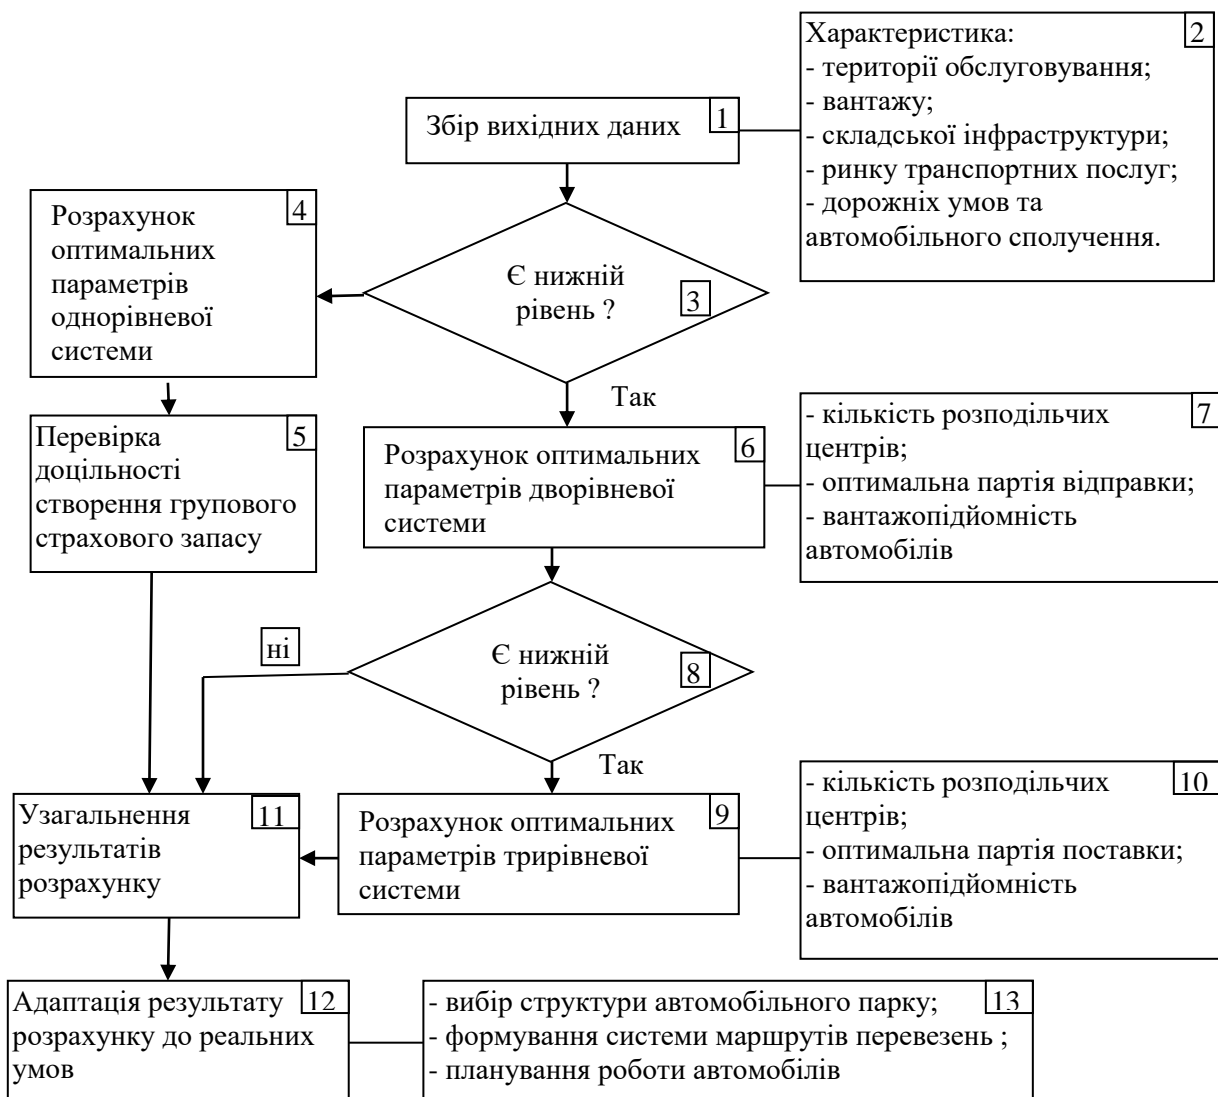 Збір вихідних даних
1
Характеристика:
2
- території обслуговування;
- вантажу;
- складської інфраструктури;
- ринку транспортних послуг;
- дорожніх умов та
автомобільного сполучення.
Є нижній
рівень ?
3
Розрахунок
оптимальних
параметрів
однорівневої
системи
4
Так
Перевірка
доцільності
створення групового
страхового запасу
5
Розрахунок оптимальних
параметрів дворівневої
системи
6
- кількість розподільчих
центрів;
- оптимальна партія відправки;
- вантажопідйомність
автомобілів
7
ні
Є нижній
рівень ?
8
Так
Узагальнення
результатів
розрахунку
11
Розрахунок оптимальних
параметрів трирівневої
системи
9
- кількість розподільчих
центрів;
- оптимальна партія поставки;
- вантажопідйомність
автомобілів
10
Адаптація результату
розрахунку до реальних
умов
12
- вибір структури автомобільного парку;
- формування системи маршрутів перевезень ;
- планування роботи автомобілів
13